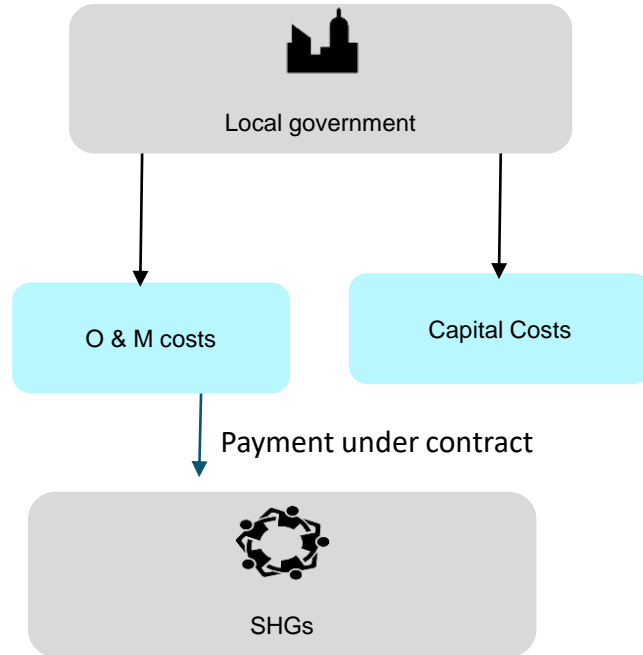 Local government
O & M costs
Capital Costs
Payment under contract
SHGs